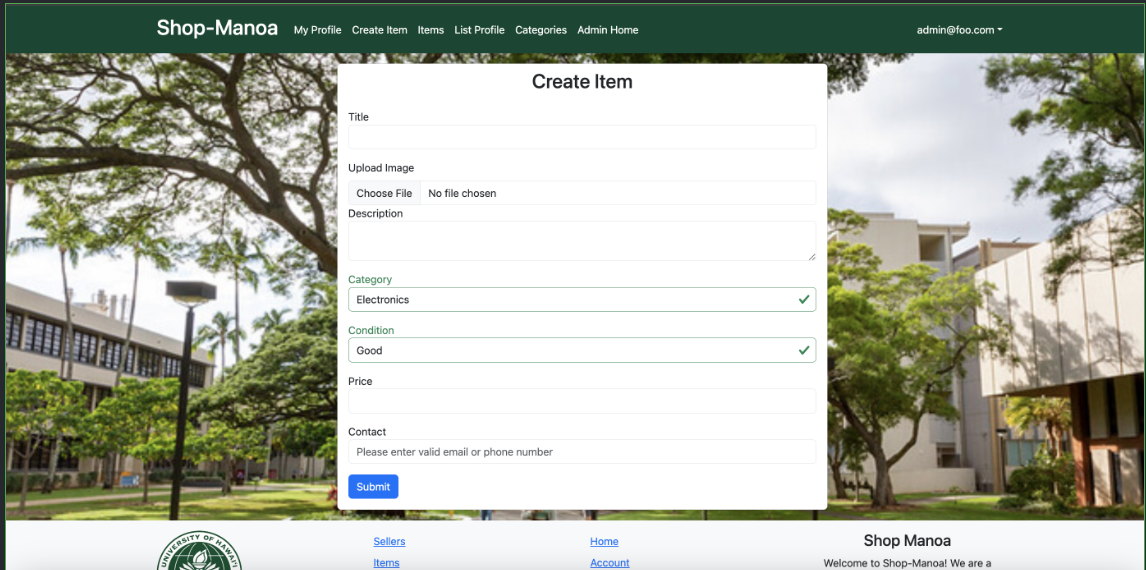 Shop-Manoa My Profile Create Item Items List Profile Categories Admin Home admin@foo.com
Create Item
Title
Upload Image
Choose File No file chosen
Description
Category
Electronics
Condition
Good
Price
Contact
Please enter valid email or phone number
Submit
UNIVERSITY OF HAWAI'I
Sellers
Items
Home
Account
Shop Manoa
Welcome to Shop-Manoa! We are a